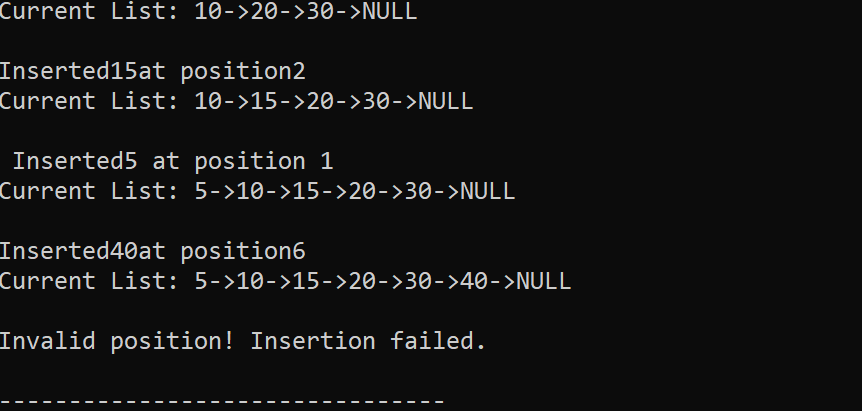 Current List: 10->20->30->NULL
Inserted15at position2
Current List: 10->15->20->30->NULL
Inserted5 at position 1
Current List: 5->10->15->20->30->NULL
Inserted40at position6
Current List: 5->10->15->20->30->40->NULL
Invalid position! Insertion failed.
--------------------------------